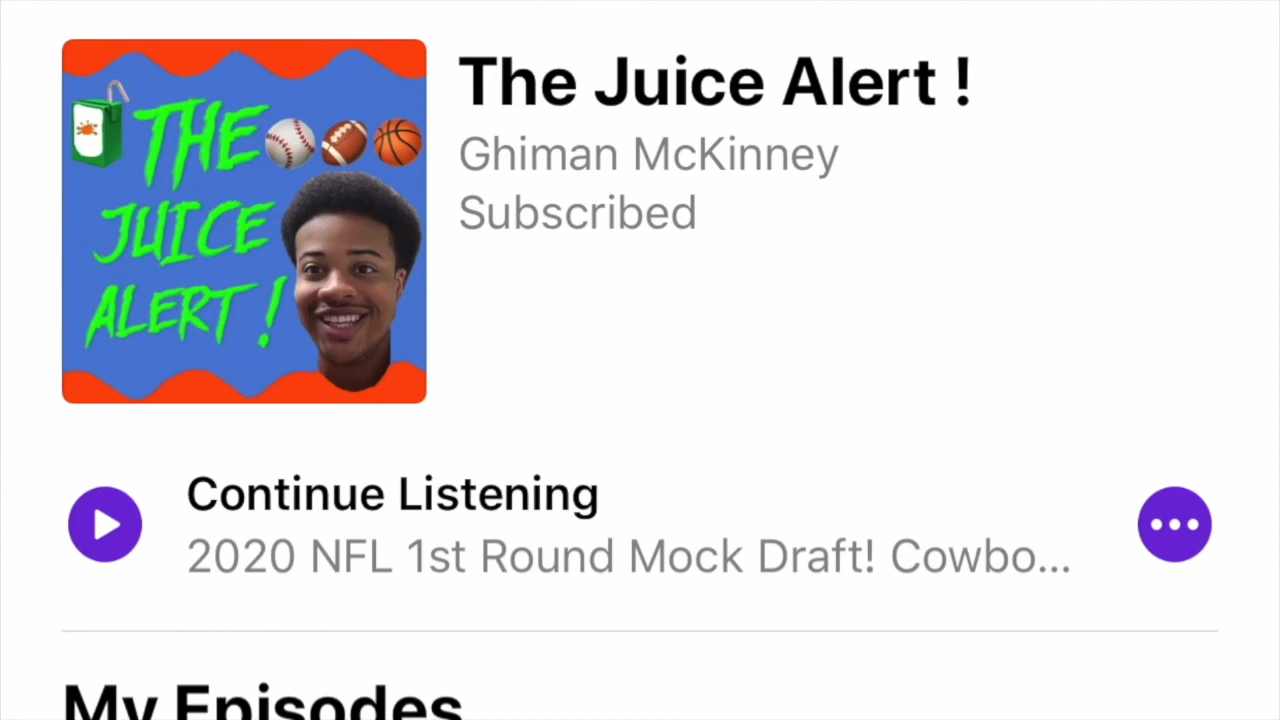 THE
JUICE
ALERT !
The Juice Alert !
Ghiman McKinney
Subscribed
Continue Listening
2020 NFL 1st Round Mock Draft! Cowbo...
My Episodes